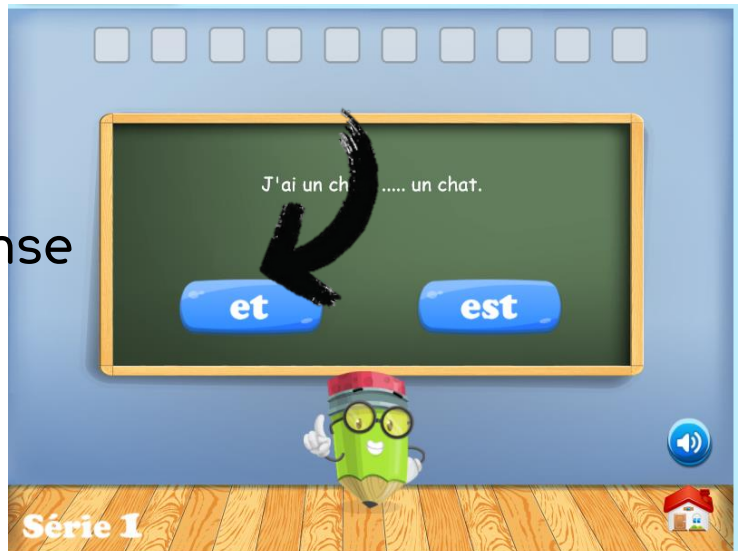 J'ai un ch ..... un chat.
nse
et est
Série 1